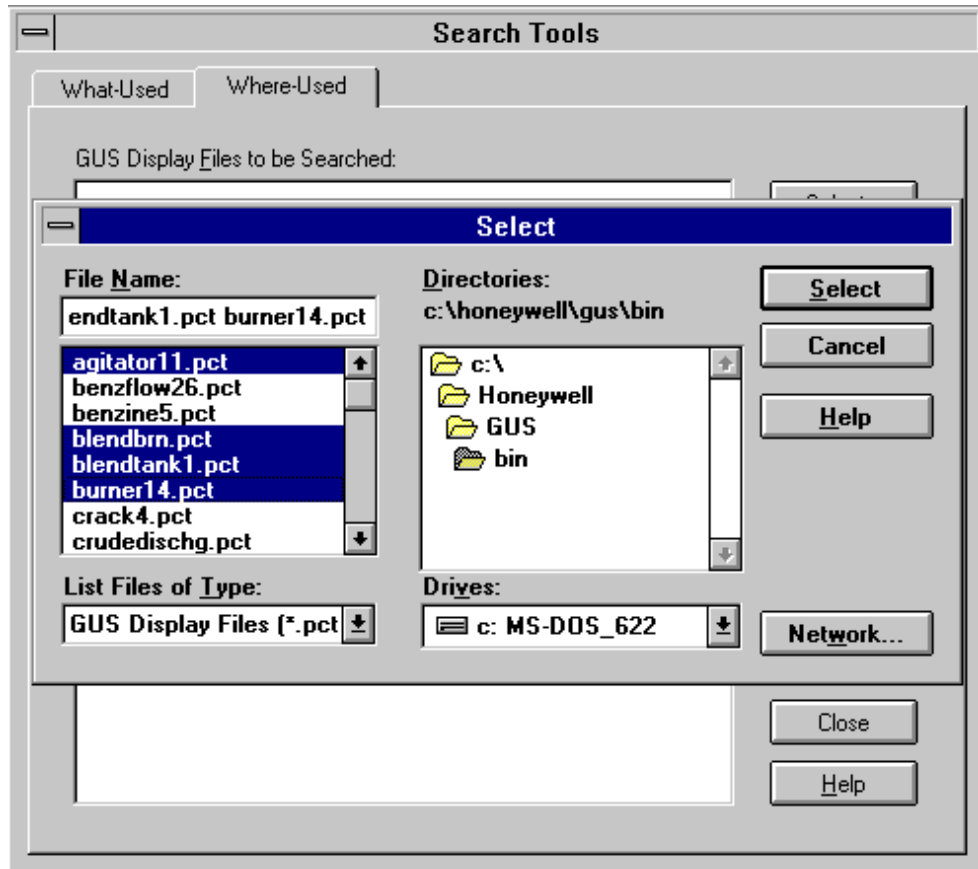 Search Tools
What-Used
Where-Used
GUS Display Files to be Searched:
Select
File Name:
endtank1.pct burner14.pct
agitator11.pct
benzflow26.pct
benzine5.pct
blendbrn.pct
blendtank1.pct
burner14.pct
crack4.pct
crudedischg.pct
List Files of Type:
GUS Display Files (*.pct
Directories:
c:\honeywell\gus\bin
c:\
Honeywell
GUS
bin
Drives:
c: MS-DOS_622
Select
Cancel
Help
Network...
Close
Help